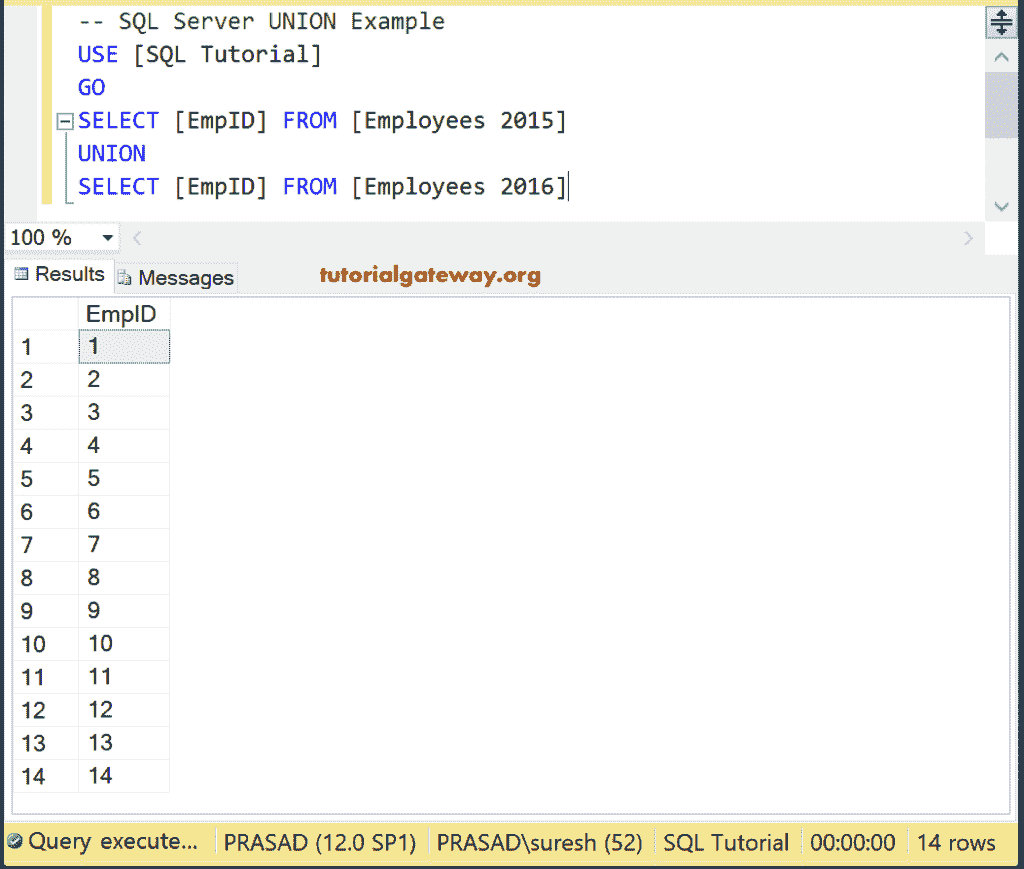 -- SQL Server UNION Example
USE [SQL Tutorial]
GO
SELECT [EmpID] FROM [Employees 2015]
UNION
SELECT [EmpID] FROM [Employees 2016]
100 %
Results Messages tutorialgateway.org
EmpID
1 1
2 2
3 3
4 4
5 5
6 6
7 7
8 8
9 9
10 10
11 11
12 12
13 13
14 14
Query execute... PRASAD (12.0 SP1) PRASAD\suresh (52) SQL Tutorial 00:00:00 14 rows